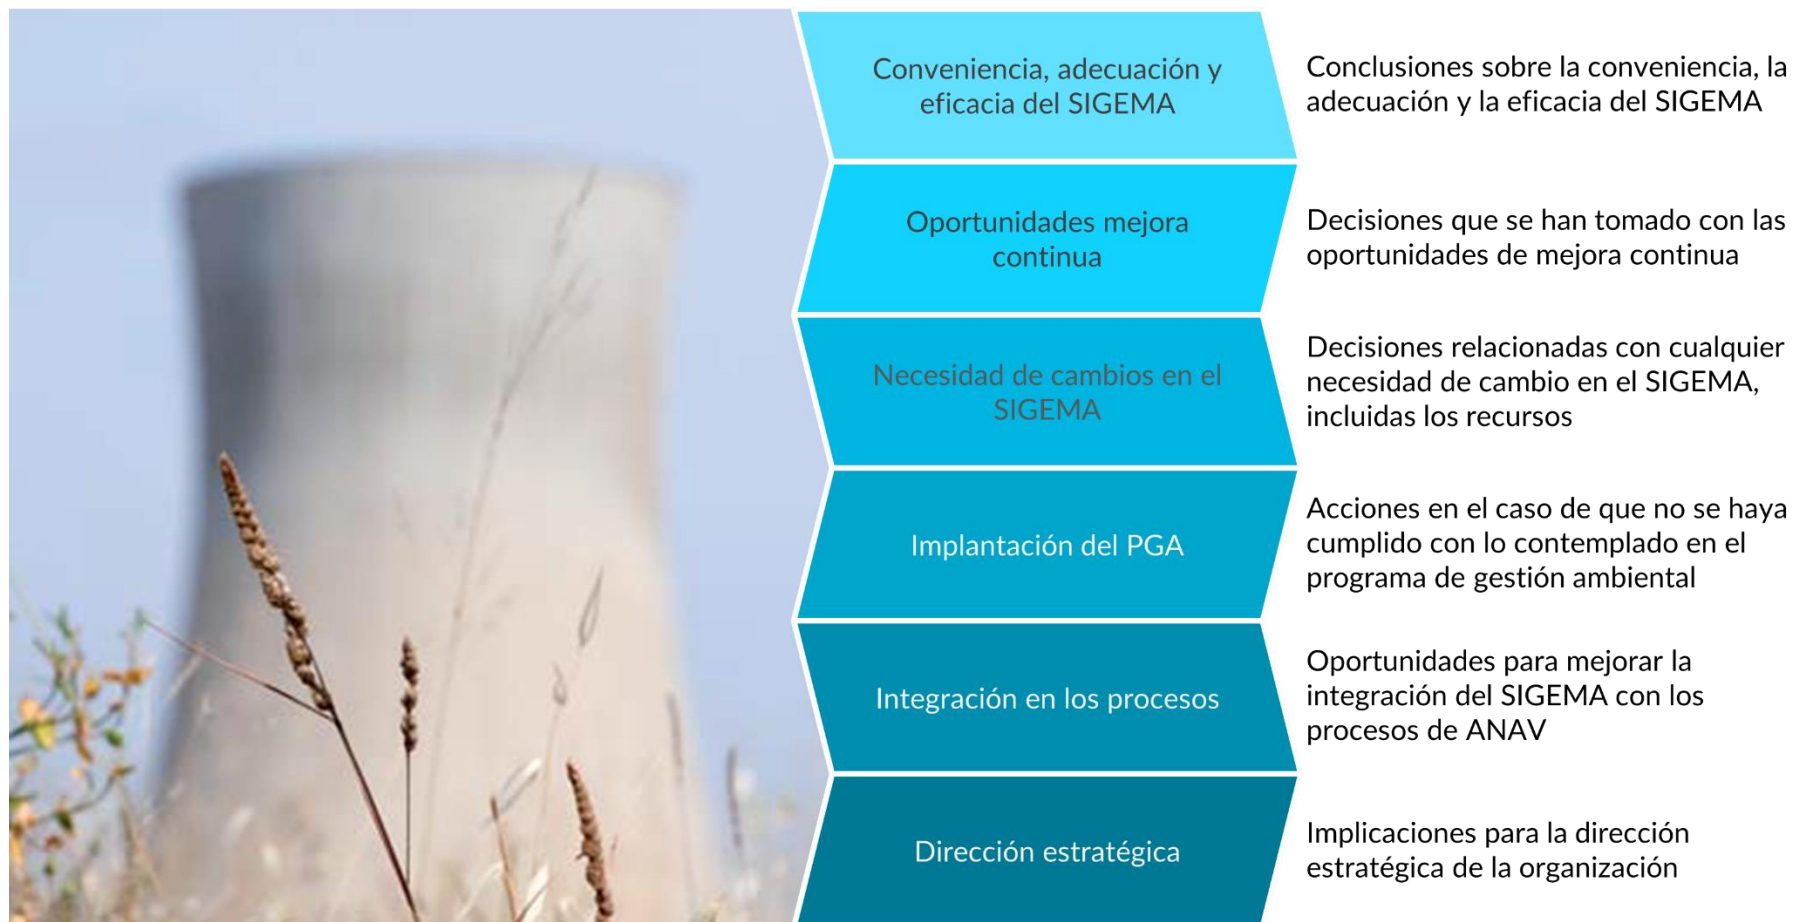 Conveniencia, adecuación y
eficacia del SIGEMA
Conclusiones sobre la conveniencia, la
adecuación y la eficacia del SIGEMA
Oportunidades mejora
continua
Decisiones que se han tomado con las
oportunidades de mejora continua
Necesidad de cambios en el
SIGEMA
Decisiones relacionadas con cualquier
necesidad de cambio en el SIGEMA,
incluidas los recursos
Implantación del PGA
Acciones en el caso de que no se haya
cumplido con lo contemplado en el
programa de gestión ambiental
Integración en los procesos
Oportunidades para mejorar la
integración del SIGEMA con los
procesos de ANAV
Dirección estratégica
Implicaciones para la dirección
estratégica de la organización